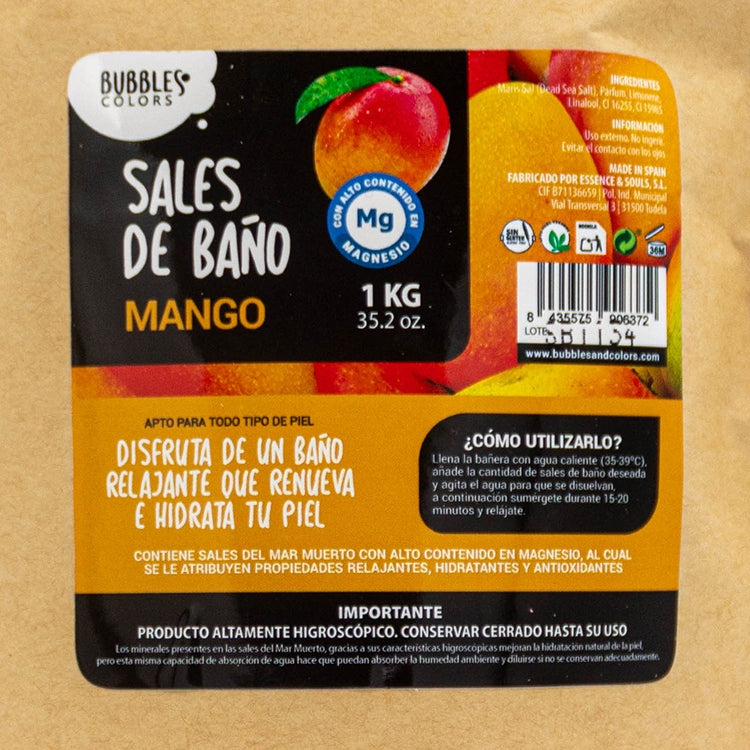 BUBBLES
COLORS
SALES
DE BAÑO
MANGO
CON ALTO CONTENIDO EN
Mg
MAGNESIO
1 KG
35.2 oz.
INGREDIENTES
Maris Sal (Dead Sea Salt), Parfum, Limonene,
Linalool, CI 16255, CI 15985
INFORMACIÓN
Uso externo. No ingerir.
Evitar el contacto con los ojos
MADE IN SPAIN
FABRICADO POR ESSENCE & SOULS, S.L.
CIF B71136659 | Pol. Ind. Municipal
Vial Transversal 3 | 31500 Tudela
SIN
GLUTEN
36M
8 435575 906372
LOTE:
SB1154
www.bubblesandcolors.com
APTO PARA TODO TIPO DE PIEL
DISFRUTA DE UN BAÑO
RELAJANTE QUE RENUEVA
E HIDRATA TU PIEL
¿CÓMO UTILIZARLO?
Llena la bañera con agua caliente (35-39ºC),
añade la cantidad de sales de baño deseada
y agita el agua para que se disuelvan,
a continuación sumérgete durante 15-20
minutos y relájate.
CONTIENE SALES DEL MAR MUERTO CON ALTO CONTENIDO EN MAGNESIO, AL CUAL
SE LE ATRIBUYEN PROPIEDADES RELAJANTES, HIDRATANTES Y ANTIOXIDANTES
IMPORTANTE
PRODUCTO ALTAMENTE HIGROSCÓPICO. CONSERVAR CERRADO HASTA SU USO
Los minerales presentes en las sales del Mar Muerto, gracias a sus características higroscópicas mejoran la hidratación natural de la piel,
pero esta misma capacidad de absorción de agua hace que puedan absorber la humedad ambiente y diluirse si no se conservan adecuadamente.